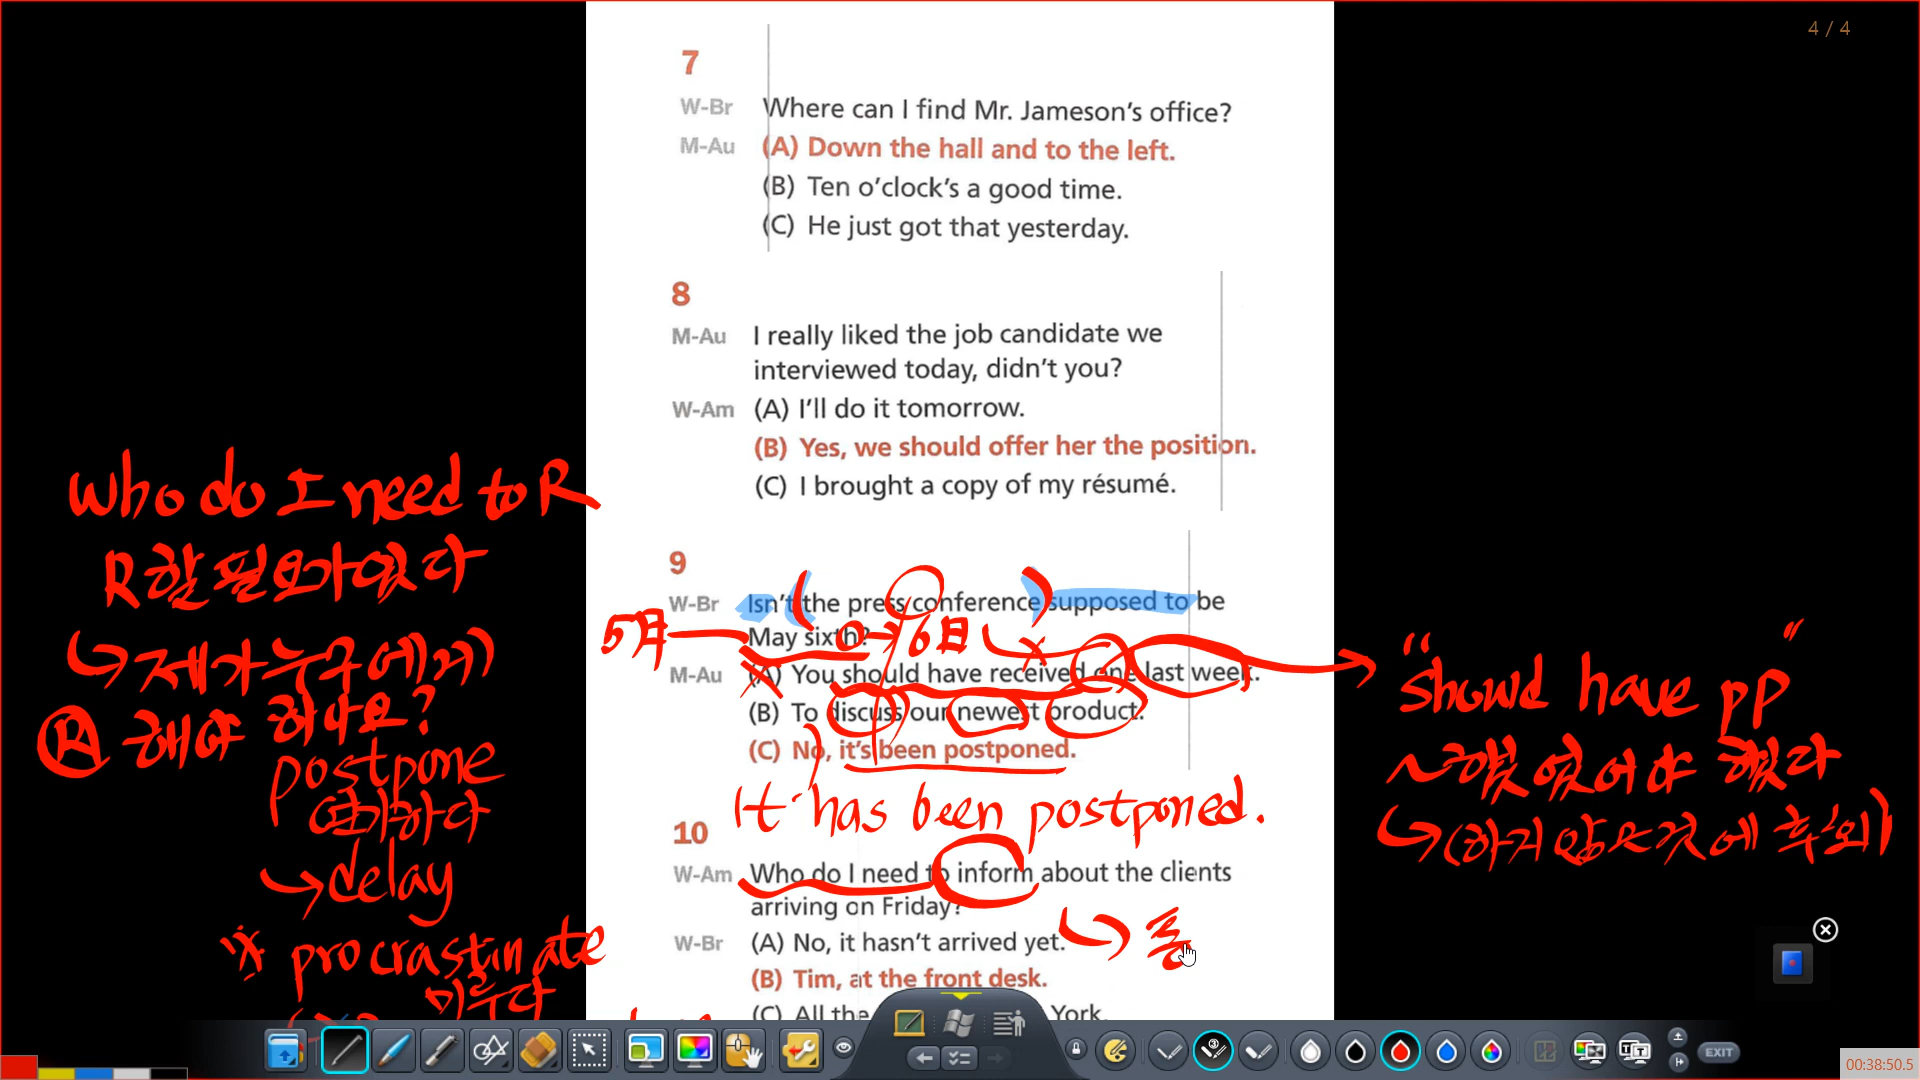 4 / 4
7
W-Br Where can I find Mr. Jameson's office?
M-Au (A) Down the hall and to the left.
(B) Ten o'clock's a good time.
(C) He just got that yesterday.
8
M-Au I really liked the job candidate we
interviewed today, didn't you?
W-Am (A) I'll do it tomorrow.
(B) Yes, we should offer her the position.
(C) I brought a copy of my résumé.
9
W-Br Isn't the press conference supposed to be
May sixth?
M-Au (A) You should have received one last week.
(B) To discuss our newest product.
(C) No, it's been postponed.
It has been postponed.
10
W-Am Who do I need to inform about the clients
arriving on Friday?
W-Br (A) No, it hasn't arrived yet.
(B) Tim, at the front desk.
(C) All the York.
Who do I need to R
R할 필요가 있다
제가 누구에게
R 해야 하나요?
postpone
연기하다
delay
※ procrastinate
미루다
5月
6日
"should have pp"
~했었어야 했다
(하지 않은 것에 후회)
EXIT
00:38:50.5